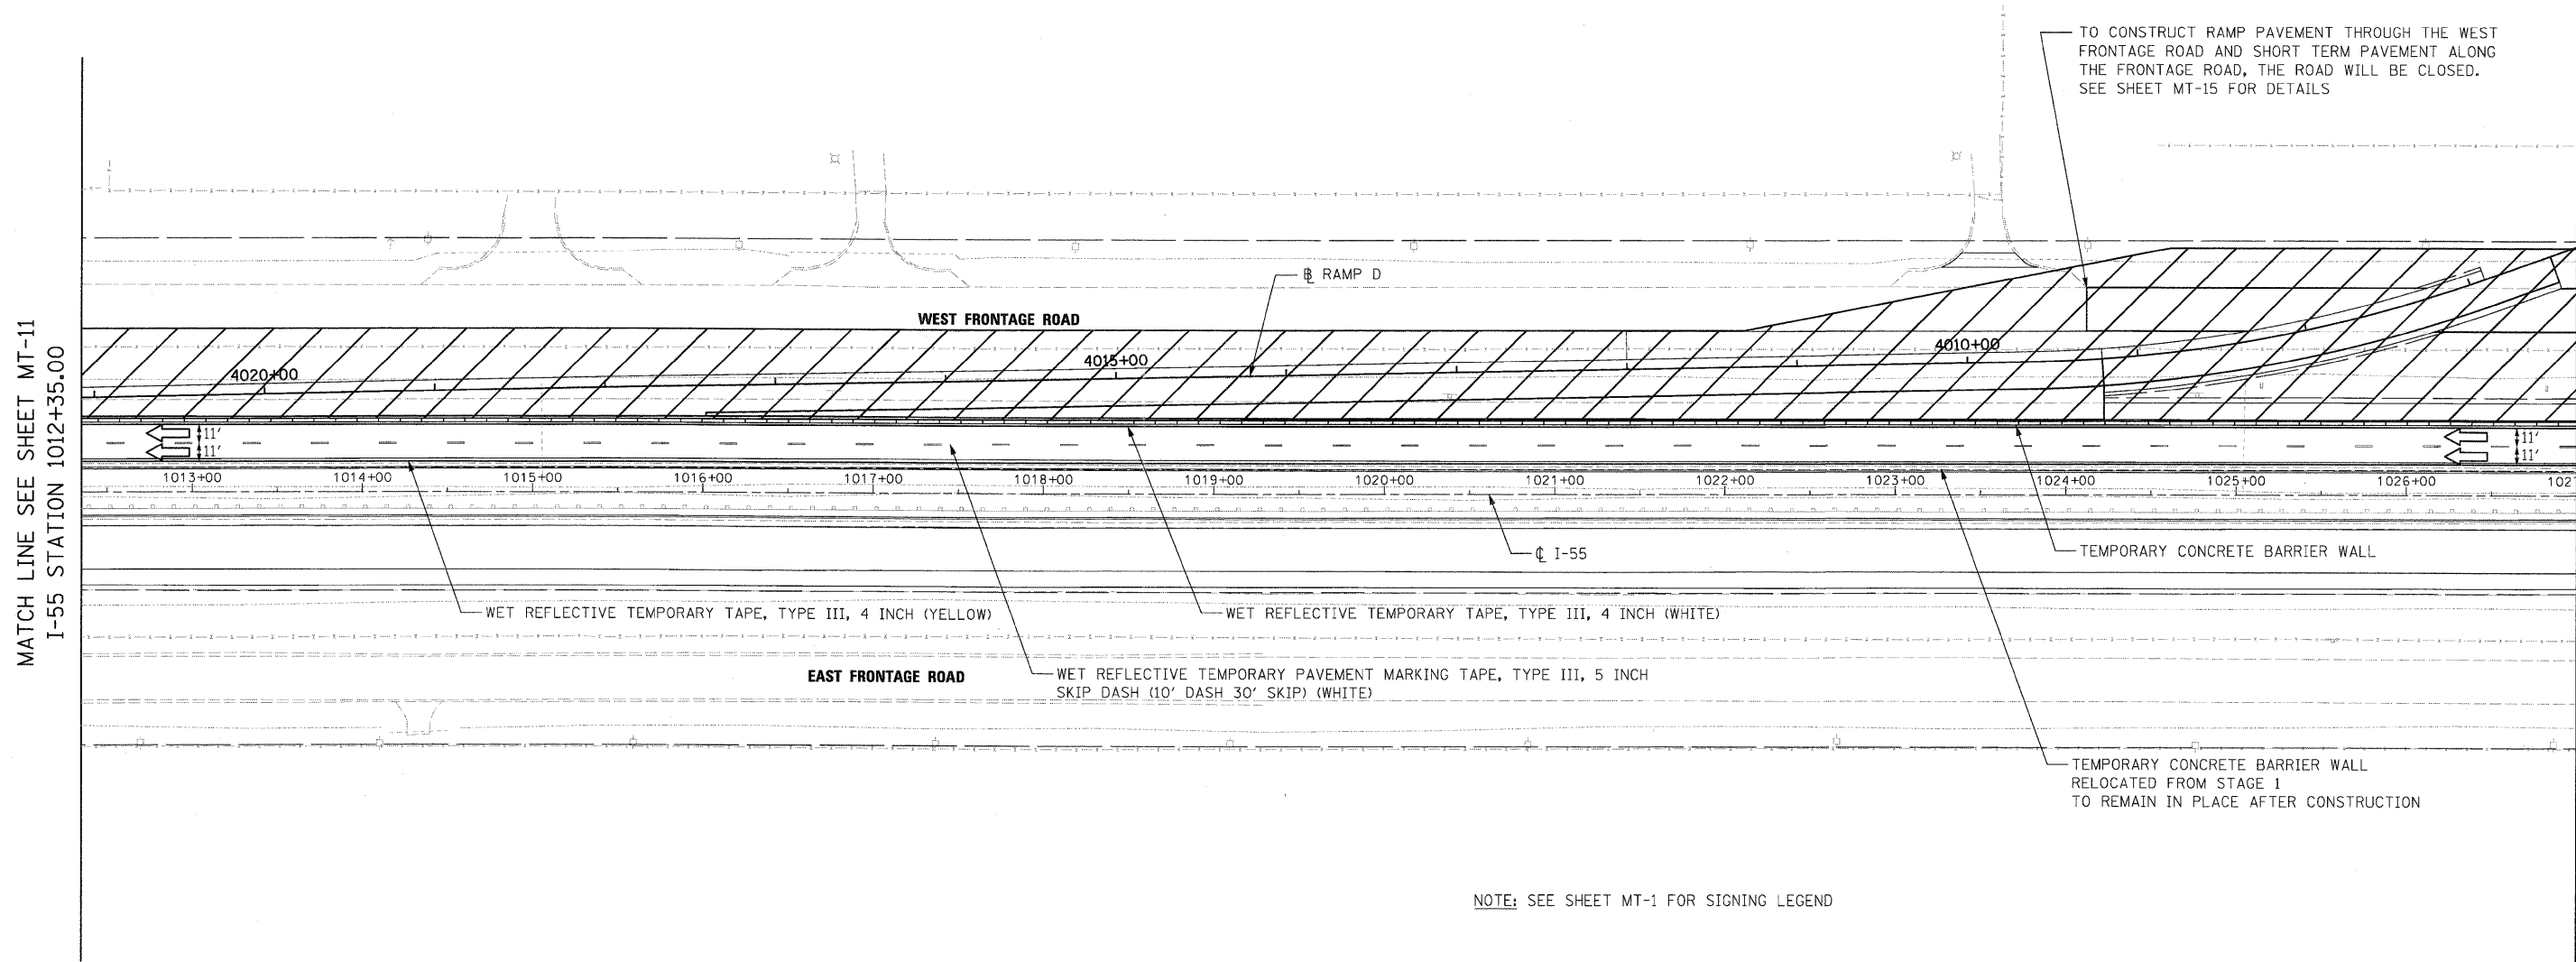 TO CONSTRUCT RAMP PAVEMENT THROUGH THE WEST
FRONTAGE ROAD AND SHORT TERM PAVEMENT ALONG
THE FRONTAGE ROAD, THE ROAD WILL BE CLOSED.
SEE SHEET MT-15 FOR DETAILS
MATCH LINE SEE SHEET MT-11
I-55 STATION 1012+35.00
℄ RAMP D
WEST FRONTAGE ROAD
4020+00
4015+00
4010+00
11'
11'
11'
11'
1013+00
1014+00
1015+00
1016+00
1017+00
1018+00
1019+00
1020+00
1021+00
1022+00
1023+00
1024+00
1025+00
1026+00
1027
℄ I-55
TEMPORARY CONCRETE BARRIER WALL
WET REFLECTIVE TEMPORARY TAPE, TYPE III, 4 INCH (YELLOW)
WET REFLECTIVE TEMPORARY TAPE, TYPE III, 4 INCH (WHITE)
EAST FRONTAGE ROAD
WET REFLECTIVE TEMPORARY PAVEMENT MARKING TAPE, TYPE III, 5 INCH
SKIP DASH (10' DASH 30' SKIP) (WHITE)
TEMPORARY CONCRETE BARRIER WALL
RELOCATED FROM STAGE 1
TO REMAIN IN PLACE AFTER CONSTRUCTION
NOTE: SEE SHEET MT-1 FOR SIGNING LEGEND